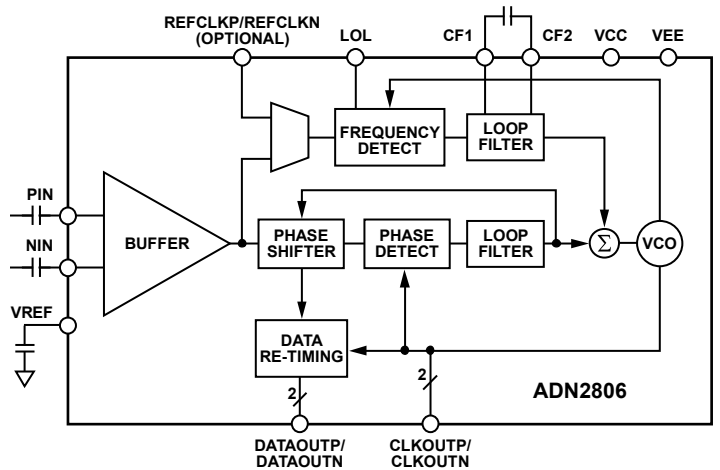 REFCLKP/REFCLKN
(OPTIONAL)
LOL
CF1
CF2
VCC
VEE
FREQUENCY
DETECT
LOOP
FILTER
PIN
NIN
VREF
BUFFER
PHASE
SHIFTER
PHASE
DETECT
LOOP
FILTER
Σ
VCO
DATA
RE-TIMING
2
2
ADN2806
DATAOUTP/
DATAOUTN
CLKOUTP/
CLKOUTN